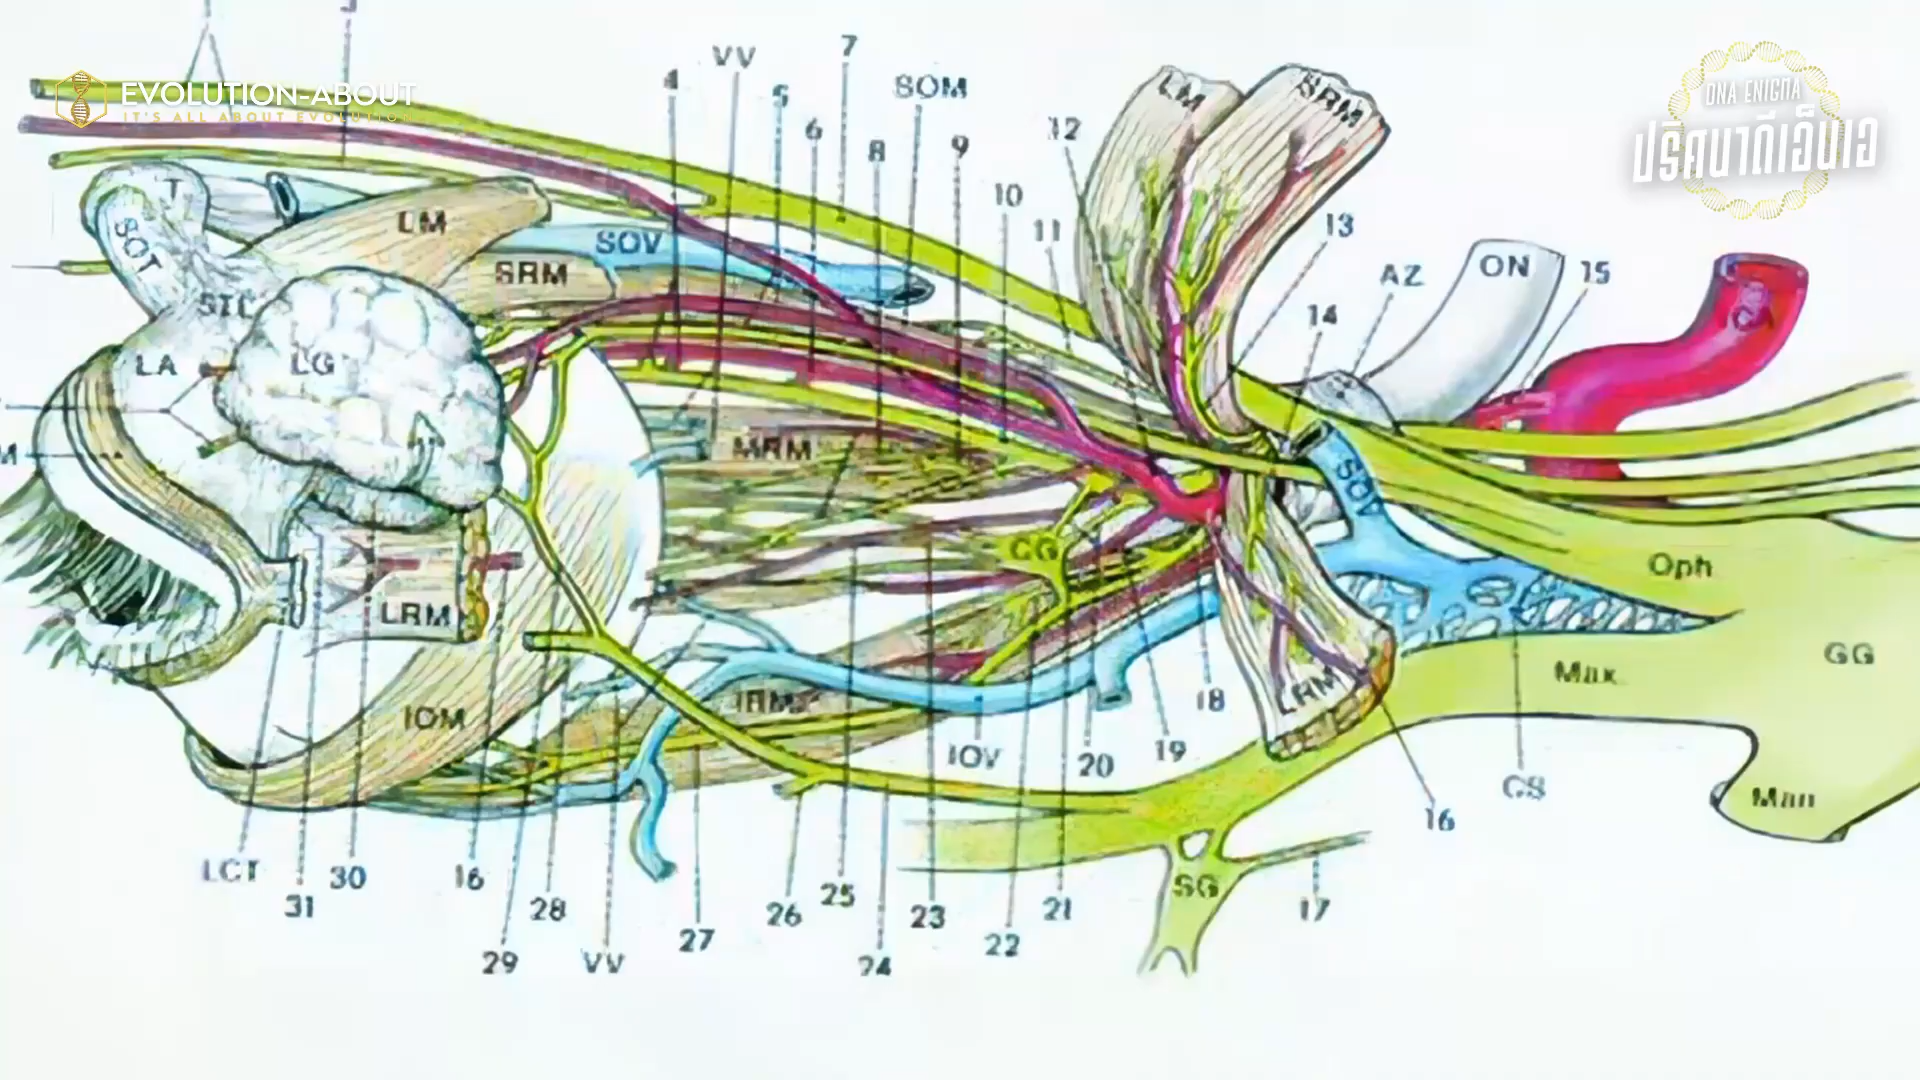 EVOLUTION-ABOUT
IT'S ALL ABOUT EVOLUTION
DNA ENIGMA
ปริศนาดีเอ็นเอ
3
4
VV
5
6
7
8
SOM
9
10
11
12
LM
SRM
13
14
AZ
ON
15
ICA
T
SOT
LM
SOV
SRM
STL
LA
LG
MRM
M
CG
SOV
Oph
LRM
GG
Max
LRM
IOM
IRM
IOV
18
19
20
16
CS
Man
SG
17
LCT
31
30
16
29
28
VV
27
26
25
24
23
22
21